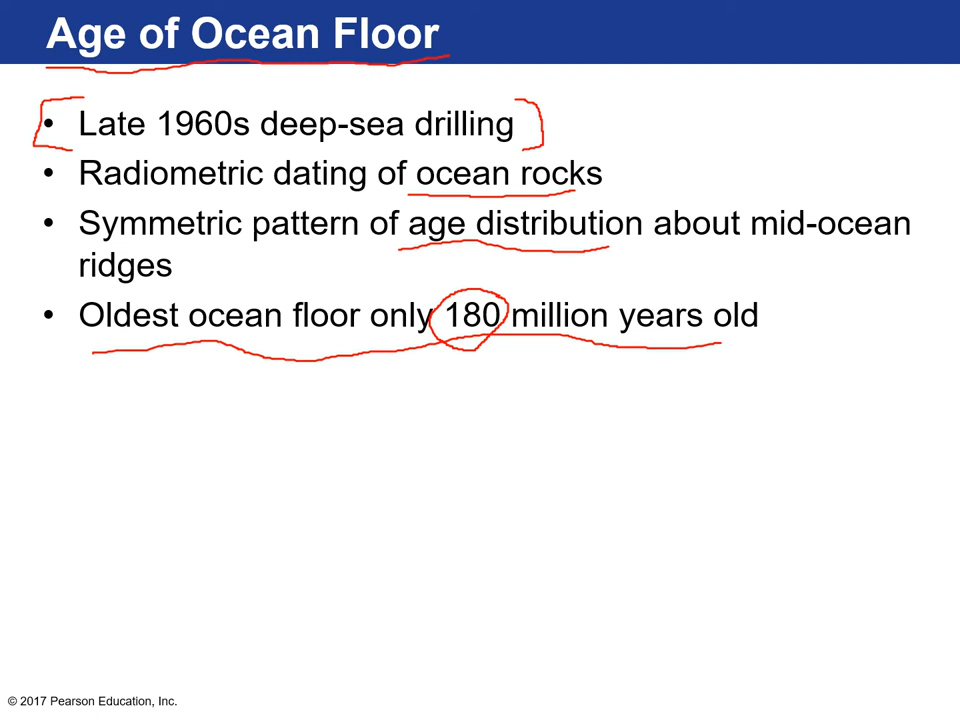 Age of Ocean Floor
• Late 1960s deep-sea drilling
• Radiometric dating of ocean rocks
• Symmetric pattern of age distribution about mid-ocean
ridges
• Oldest ocean floor only 180 million years old
© 2017 Pearson Education, Inc.